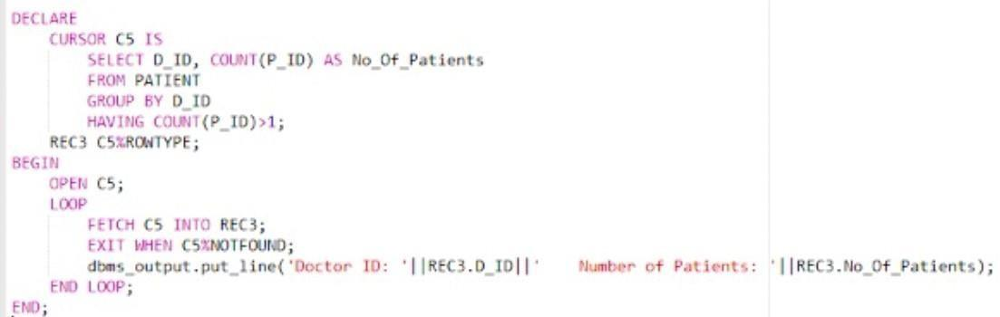 DECLARE
CURSOR C5 IS
SELECT D_ID, COUNT(P_ID) AS No_Of_Patients
FROM PATIENT
GROUP BY D_ID
HAVING COUNT(P_ID)>1;
REC3 C5%ROWTYPE;
BEGIN
OPEN C5;
LOOP
FETCH C5 INTO REC3;
EXIT WHEN C5%NOTFOUND;
dbms_output.put_line('Doctor ID: '||REC3.D_ID||'    Number of Patients: '||REC3.No_Of_Patients);
END LOOP;
END;